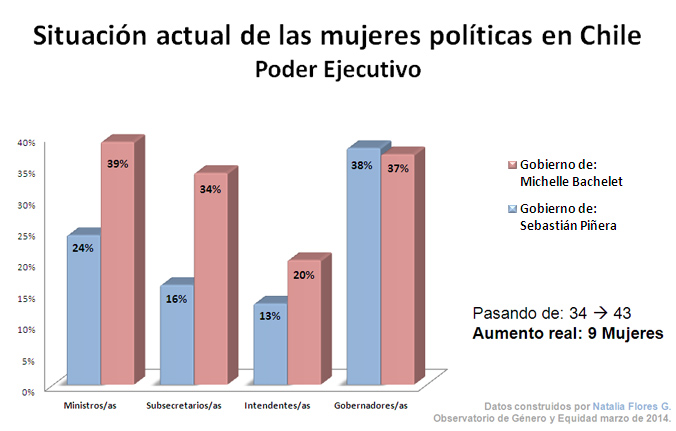 Situación actual de las mujeres políticas en Chile
Poder Ejecutivo
40%
35%
30%
25%
20%
15%
10%
5%
0%
24%
39%
16%
34%
13%
20%
38%
37%
Ministros/as
Subsecretarios/as
Intendentes/as
Gobernadores/as
Gobierno de:
Michelle Bachelet
Gobierno de:
Sebastián Piñera
Pasando de: 34 → 43
Aumento real: 9 Mujeres
Datos construidos por Natalia Flores G.
Observatorio de Género y Equidad marzo de 2014.